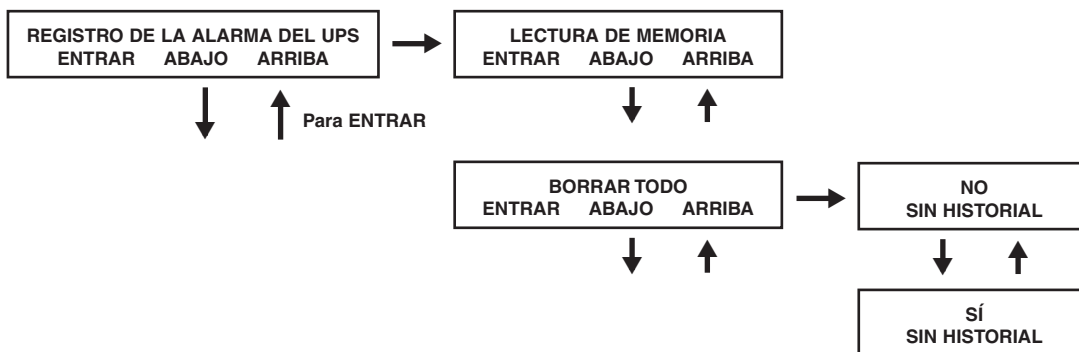 REGISTRO DE LA ALARMA DEL UPS
ENTRAR ABAJO ARRIBA
LECTURA DE MEMORIA
ENTRAR ABAJO ARRIBA
Para ENTRAR
BORRAR TODO
ENTRAR ABAJO ARRIBA
NO
SIN HISTORIAL
SÍ
SIN HISTORIAL